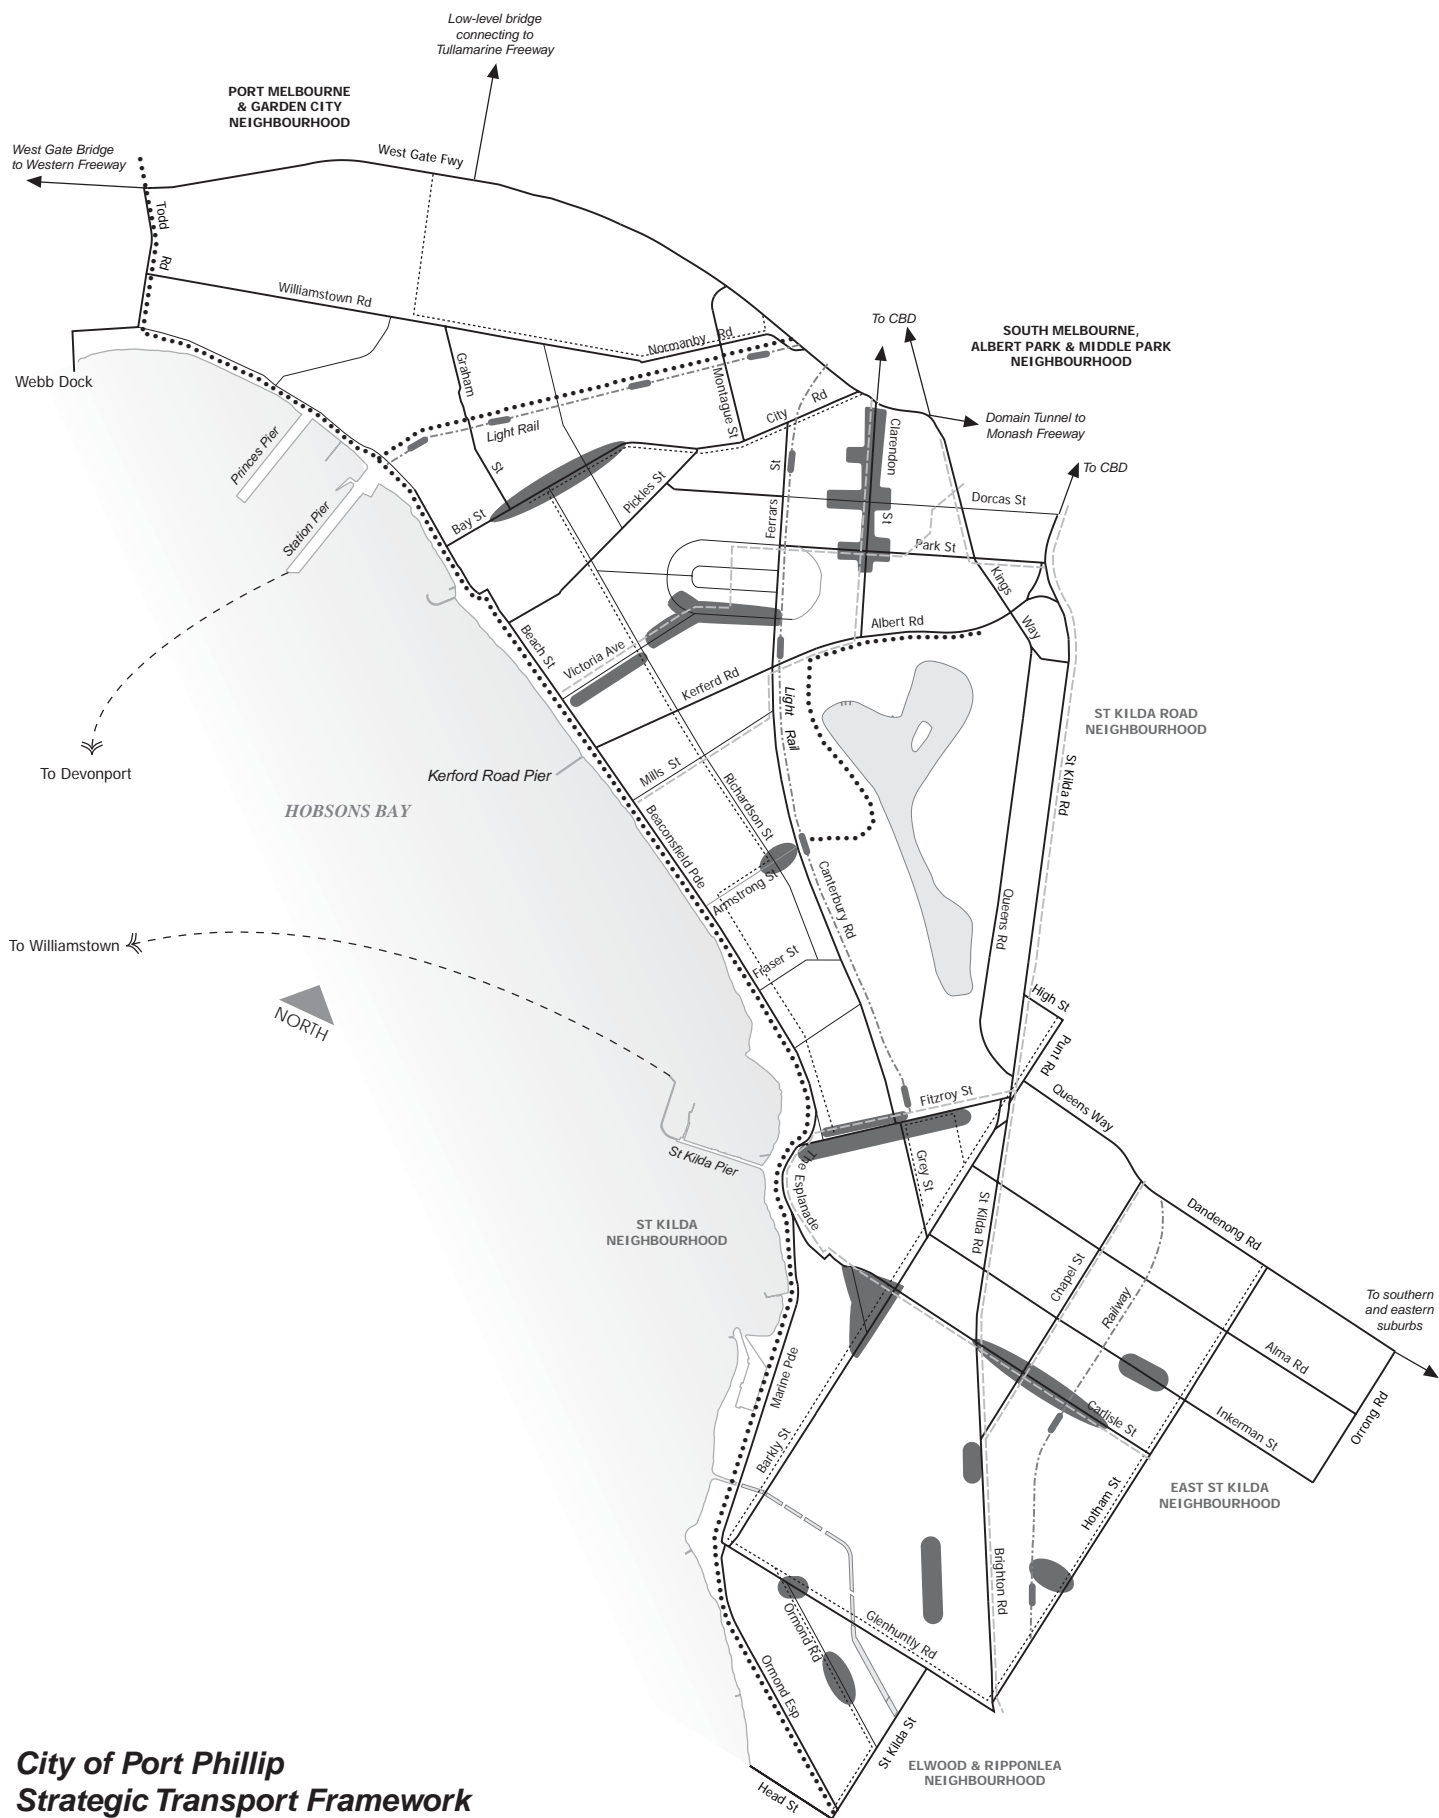 Low-level bridge
connecting to
Tullamarine Freeway
PORT MELBOURNE
& GARDEN CITY
NEIGHBOURHOOD
West Gate Bridge
to Western Freeway
West Gate Fwy
Todd
Rd
Williamstown Rd
Normanby Rd
To CBD
SOUTH MELBOURNE,
ALBERT PARK & MIDDLE PARK
NEIGHBOURHOOD
Webb Dock
Graham
St
Montague St
City Rd
Clarendon
St
Domain Tunnel to
Monash Freeway
Light Rail
To CBD
Princes Pier
Station Pier
Bay St
Pickles St
Ferrars
St
Dorcas St
Park St
Kings
Way
Albert Rd
Beach St
Victoria Ave
Kerferd Rd
Light Rail
ST KILDA ROAD
NEIGHBOURHOOD
To Devonport
Kerford Road Pier
Mills St
Richardson St
St Kilda Rd
HOBSONS BAY
Beaconsfield Pde
Armstrong St
Canterbury Rd
Queens Rd
To Williamstown
Fraser St
NORTH
High St
Punt Rd
Fitzroy St
Queens Way
St Kilda Pier
The Esplanade
Grey St
St Kilda Rd
Dandenong Rd
ST KILDA
NEIGHBOURHOOD
Chapel St
Railway
To southern
and eastern
suburbs
Marine Pde
Alma Rd
Barkly St
Carlisle St
Inkerman St
Orrong Rd
Hotham St
EAST ST KILDA
NEIGHBOURHOOD
Brighton Rd
Ormond Rd
Glenhuntly Rd
Ormond Esp
St Kilda St
Head St
ELWOOD & RIPPONLEA
NEIGHBOURHOOD
City of Port Phillip
Strategic Transport Framework